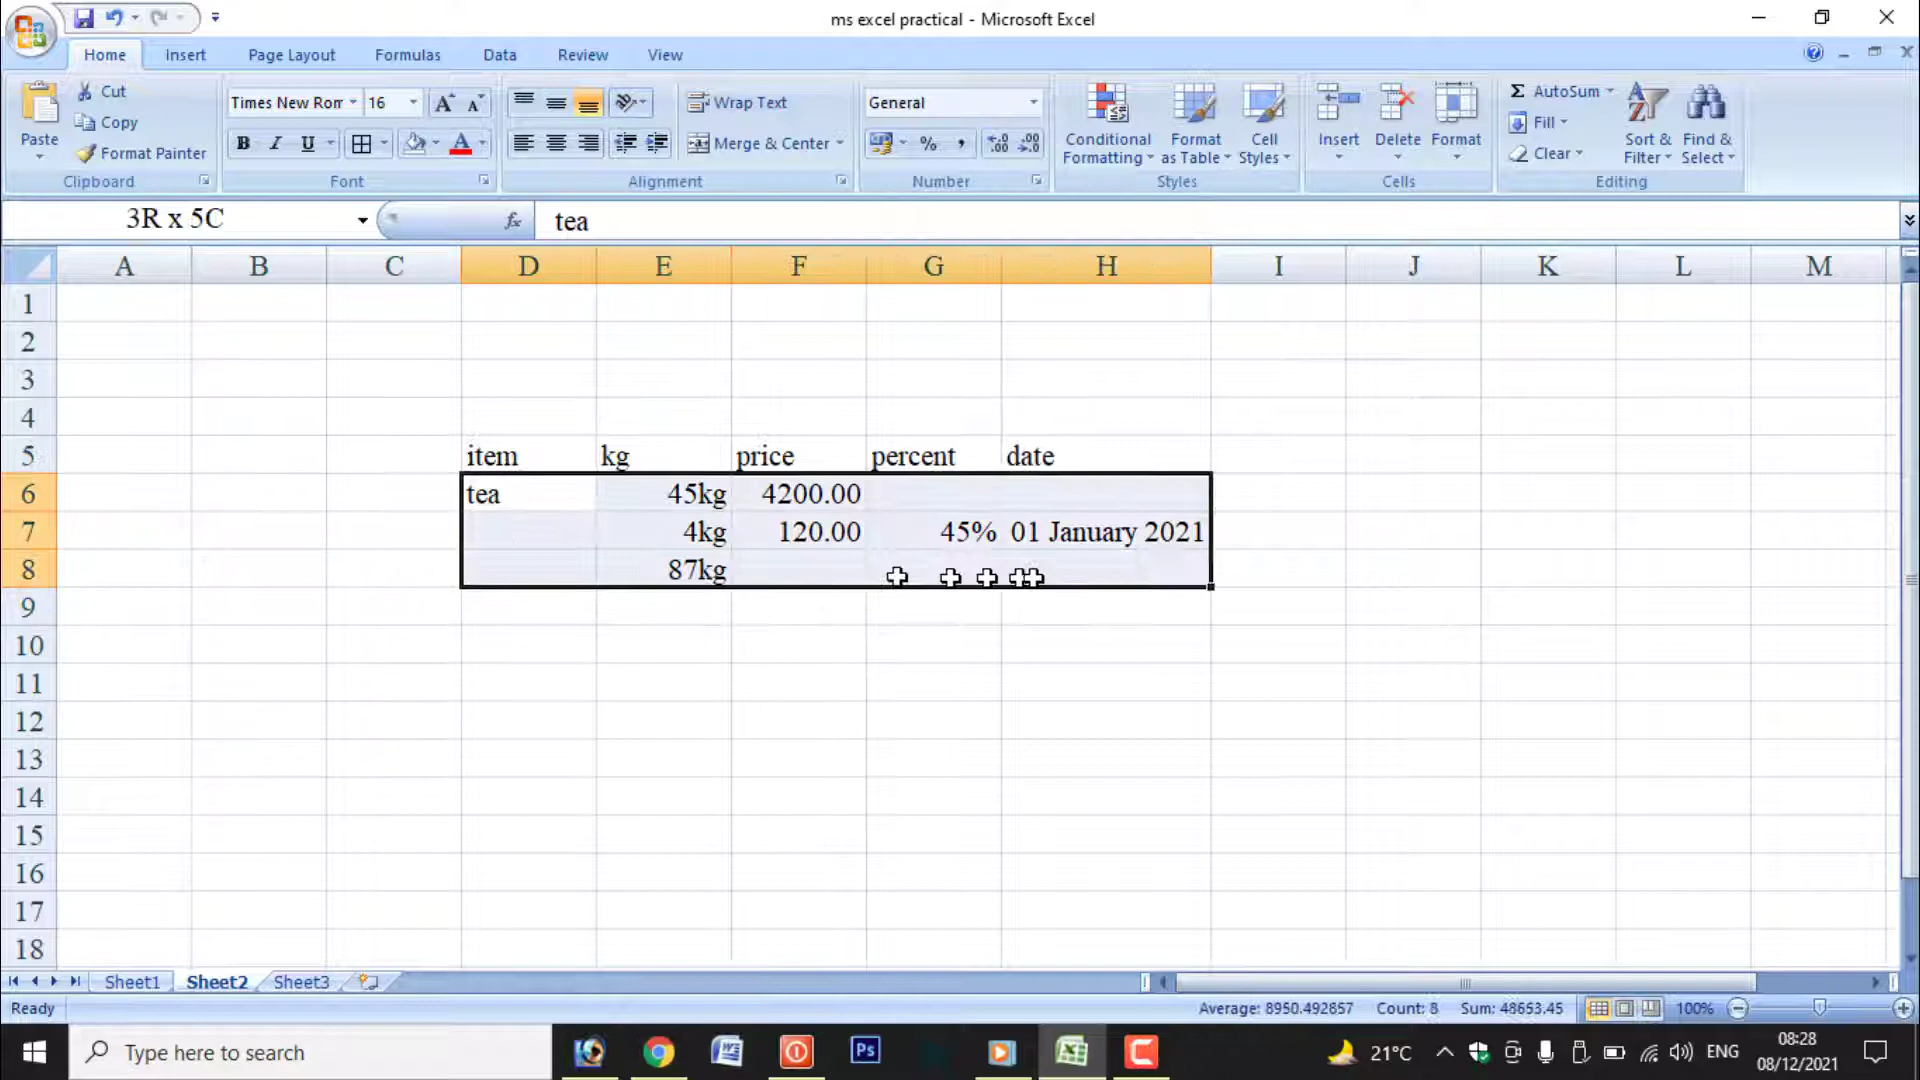 ms excel practical - Microsoft Excel
Home Insert Page Layout Formulas Data Review View
Paste
Cut
Copy
Format Painter
Clipboard
Times New Ror 16
B I U
Font
Wrap Text
Merge & Center
Alignment
General
%
Number
Conditional Formatting
Format as Table
Cell Styles
Styles
Insert Delete Format
Cells
Σ AutoSum
Fill
Clear
Sort & Filter
Find & Select
Editing
3R x 5C fx tea
A B C D E F G H I J K L M
1
2
3
4
5 item kg price percent date
6 tea 45kg 4200.00
7 4kg 120.00 45% 01 January 2021
8 87kg
9
10
11
12
13
14
15
16
17
18
Sheet1 Sheet2 Sheet3
Ready Average: 8950.492857 Count: 8 Sum: 48653.45 100%
Type here to search Ps 21°C ENG 08:28
08/12/2021